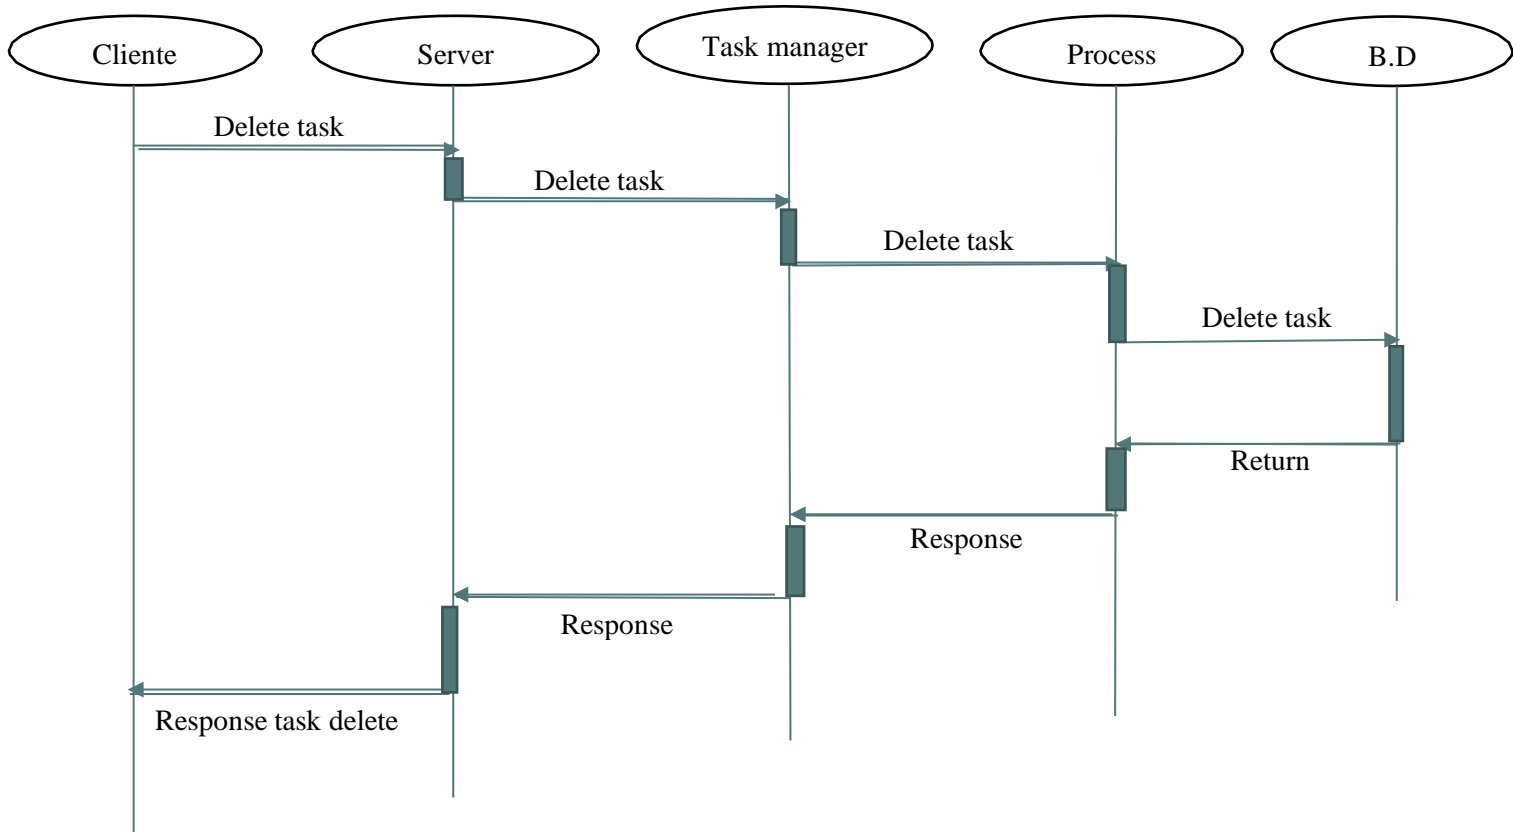 Cliente
Server
Task manager
Process
B.D
Delete task
Delete task
Delete task
Delete task
Return
Response
Response
Response task delete